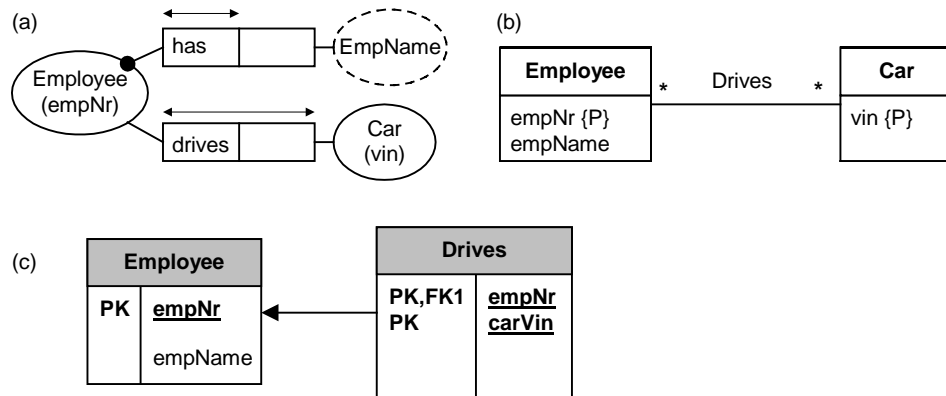 (a)
has
EmpName
Employee
(empNr)
drives
Car
(vin)
(b)
Employee
empNr {P}
empName
* Drives *
Car
vin {P}
(c)
Employee
PK empNr
empName
Drives
PK,FK1 empNr
PK carVin